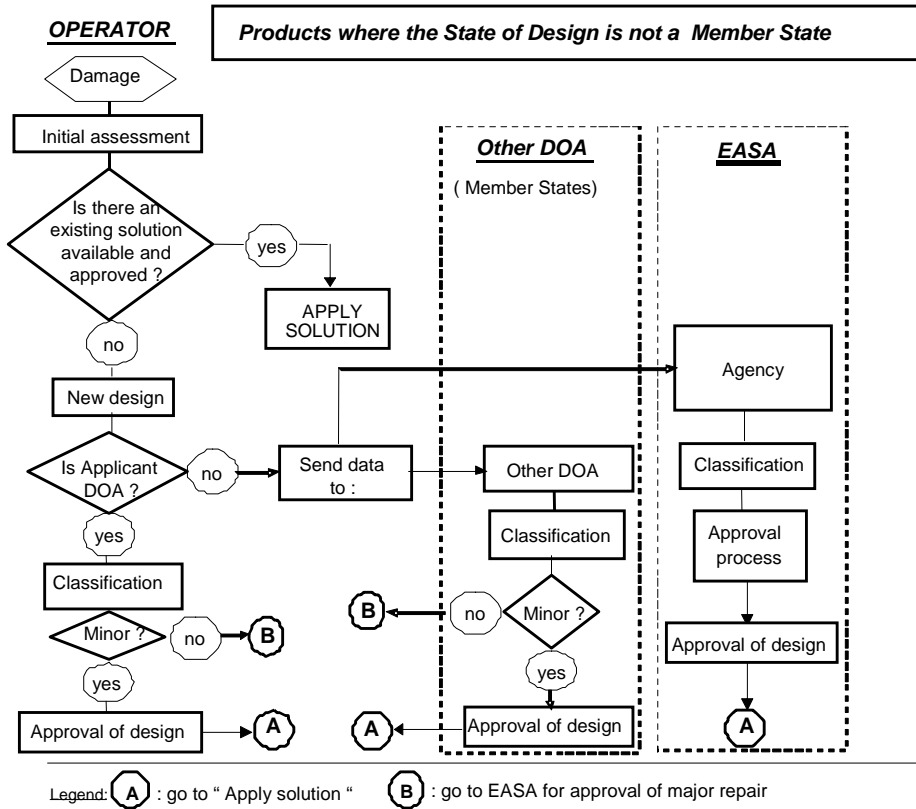 OPERATOR
Products where the State of Design is not a Member State
Damage
Initial assessment
Is there an
existing solution
available and
approved ?
yes
APPLY
SOLUTION
no
New design
Is Applicant
DOA ?
no
Send data
to :
yes
Classification
Minor ?
no
B
yes
Approval of design
A
Other DOA
( Member States)
Other DOA
Classification
Minor ?
no
B
yes
Approval of design
A
EASA
Agency
Classification
Approval
process
Approval of design
A
Legend: A : go to “ Apply solution “ B : go to EASA for approval of major repair